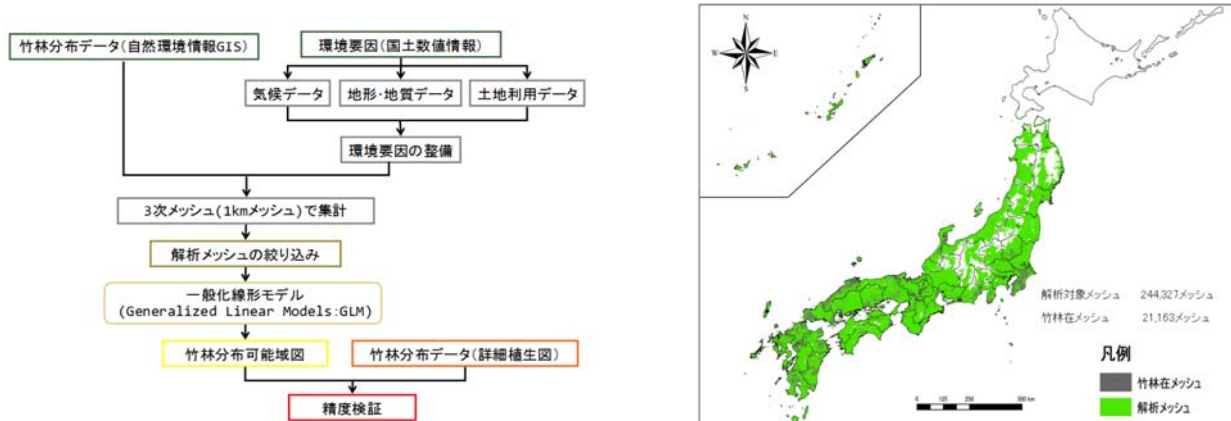 竹林分布データ(自然環境情報GIS)
環境要因(国土数値情報)
気候データ
地形・地質データ
土地利用データ
環境要因の整備
3次メッシュ(1kmメッシュ)で集計
解析メッシュの絞り込み
一般化線形モデル
(Generalized Linear Models:GLM)
竹林分布可能域図
竹林分布データ(詳細植生図)
精度検証
N
W
E
S
解析対象メッシュ 244,327メッシュ
竹林在メッシュ 21,163メッシュ
凡例
竹林在メッシュ
解析メッシュ
0 125 250 500 km